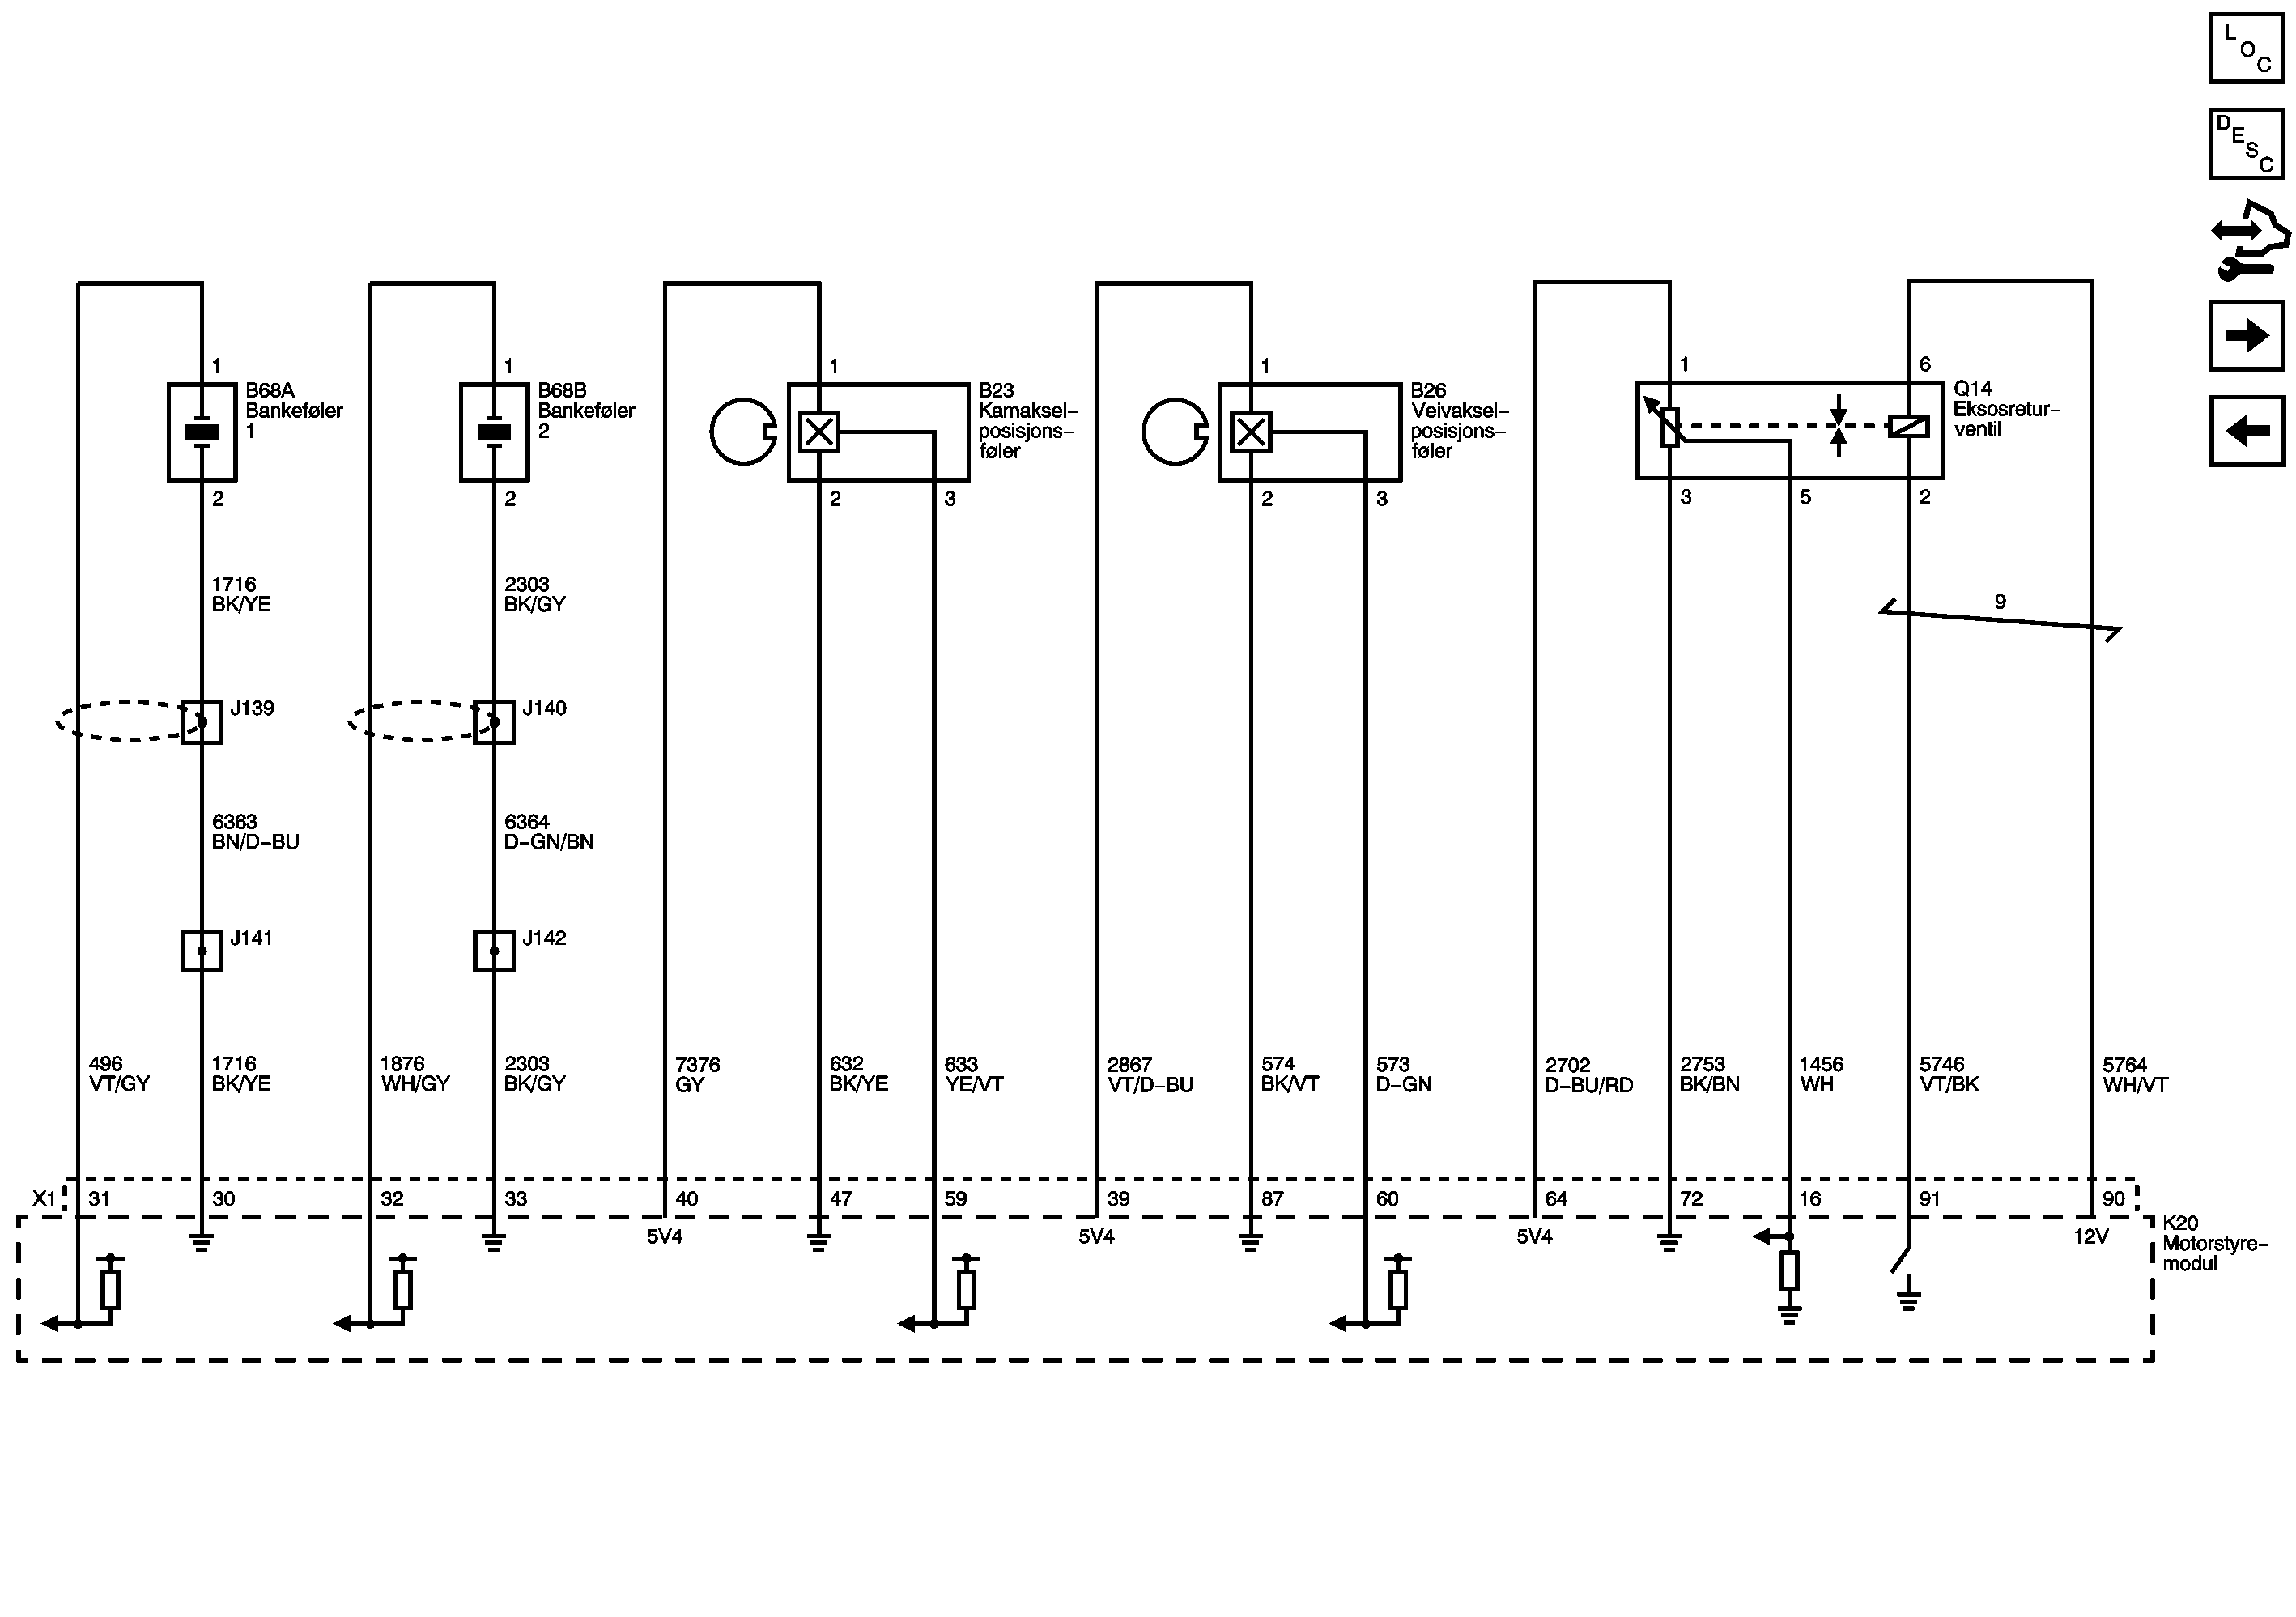 L
O
C
D
E
S
C
1
1
1
1
1
6
B68A
Bankeføler
1
B68B
Bankeføler
2
B23
Kamaksel–
posisjons–
føler
B26
Veivaksel–
posisjons–
føler
Q14
Eksosretur–
ventil
2
2
2
3
2
3
3
5
2
1716
BK/YE
2303
BK/GY
9
J139
J140
6363
BN/D–BU
6364
D–GN/BN
J141
J142
496
VT/GY
1716
BK/YE
1876
WH/GY
2303
BK/GY
7376
GY
632
BK/YE
633
YE/VT
2867
VT/D–BU
574
BK/VT
573
D–GN
2702
D–BU/RD
2753
BK/BN
1456
WH
5746
VT/BK
5764
WH/VT
X1 31 30 32 33 40 47 59 39 87 60 64 72 16 91 90
5V4 5V4 5V4 12V
K20
Motorstyre–
modul